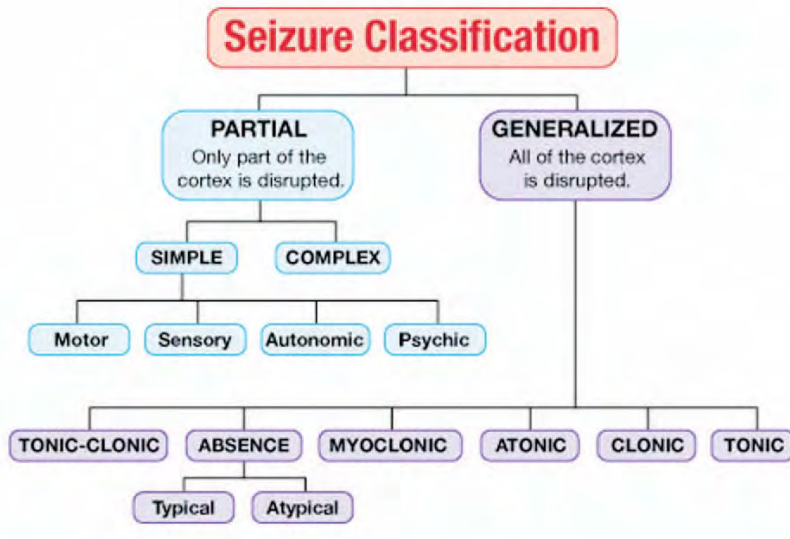 Seizure Classification
PARTIAL
Only part of the
cortex is disrupted.
GENERALIZED
All of the cortex
is disrupted.
SIMPLE
COMPLEX
Motor
Sensory
Autonomic
Psychic
TONIC-CLONIC
ABSENCE
MYOCLONIC
ATONIC
CLONIC
TONIC
Typical
Atypical